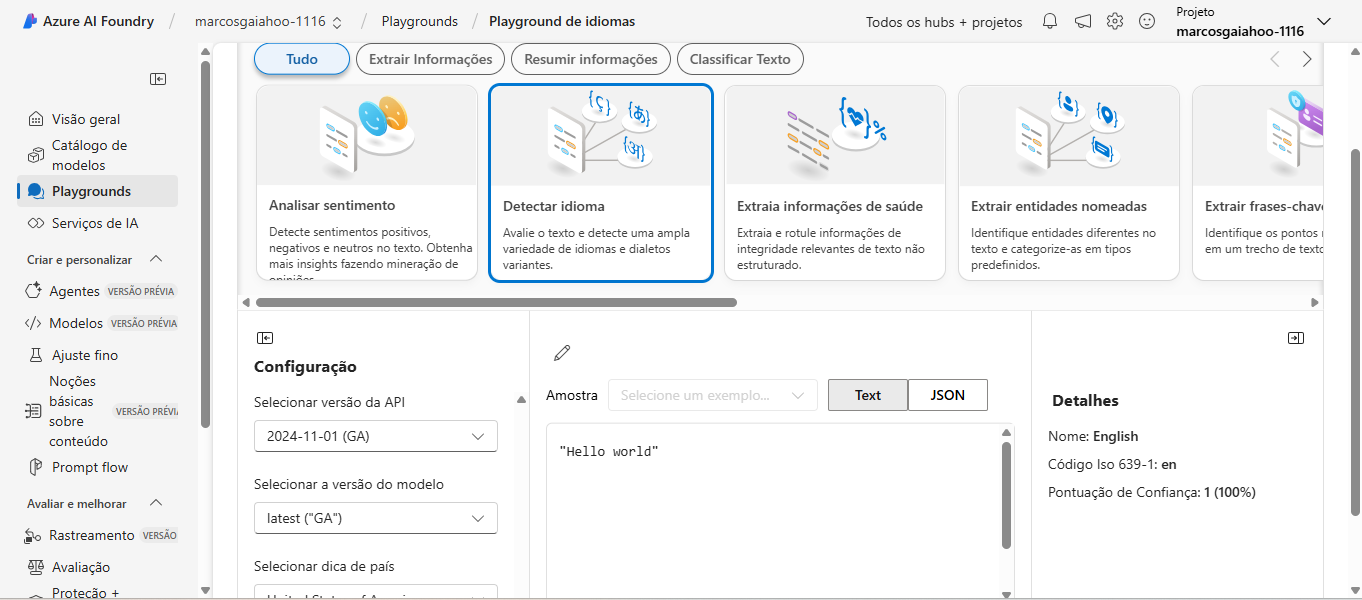 Azure AI Foundry / marcosgaiahoo-1116 / Playgrounds / Playground de idiomas
Todos os hubs + projetos
Projeto
marcosgaiahoo-1116
Visão geral
Catálogo de
modelos
Playgrounds
Serviços de IA
Criar e personalizar
Agentes VERSÃO PRÉVIA
Modelos VERSÃO PRÉVIA
Ajuste fino
Noções
básicas
sobre
conteúdo
VERSÃO PRÉVI
Prompt flow
Avaliar e melhorar
Rastreamento VERSÃO
Avaliação
Proteção +
Tudo
Extrair Informações
Resumir informações
Classificar Texto
Analisar sentimento
Detecte sentimentos positivos,
negativos e neutros no texto. Obtenha
mais insights fazendo mineração de
opiniões.
Detectar idioma
Avalie o texto e detecte uma ampla
variedade de idiomas e dialetos
variantes.
Extraia informações de saúde
Extraia e rotule informações de
integridade relevantes de texto não
estruturado.
Extrair entidades nomeadas
Identifique entidades diferentes no
texto e categorize-as em tipos
predefinidos.
Extrair frases-chav
Identifique os pontos
em um trecho de texto
Configuração
Selecionar versão da API
2024-11-01 (GA)
Selecionar a versão do modelo
latest ("GA")
Selecionar dica de país
United States of Americ
Amostra
Selecione um exemplo...
Text
JSON
"Hello world"
Detalhes
Nome: English
Código Iso 639-1: en
Pontuação de Confiança: 1 (100%)